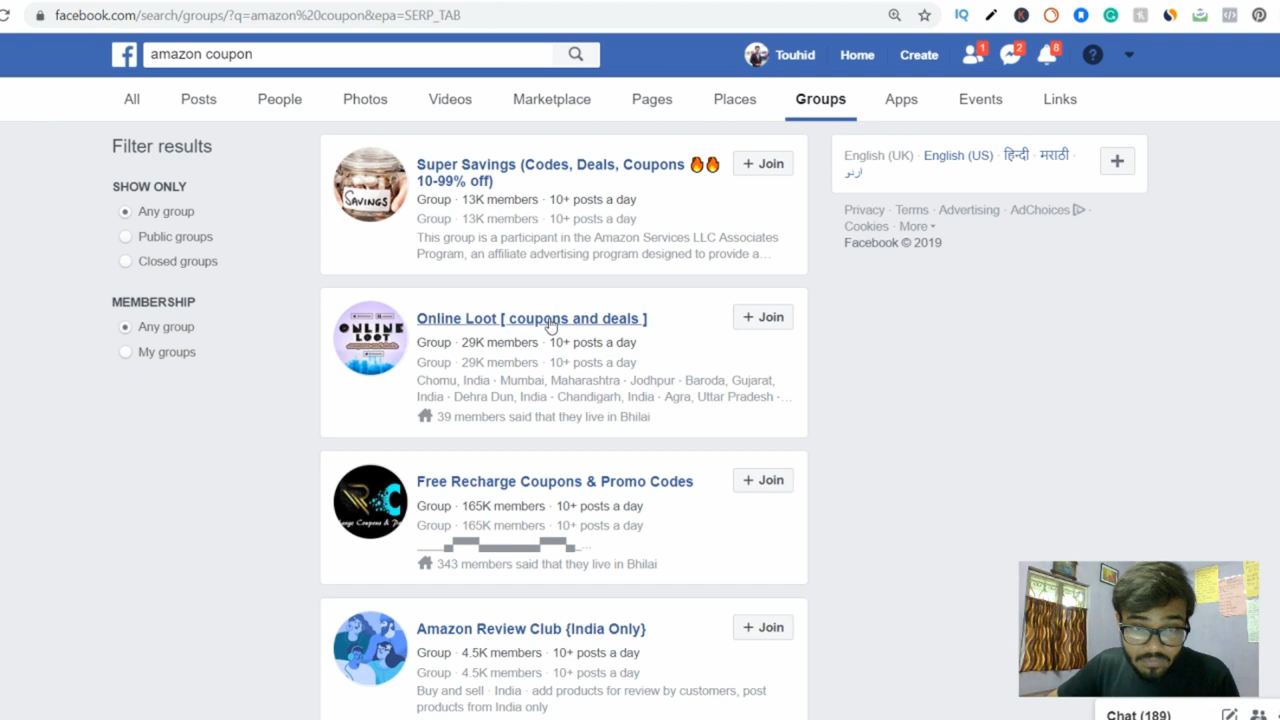 facebook.com/search/groups/?q=amazon%20coupon&epa=SERP_TAB
IQ
K
amazon coupon
Touhid
Home
Create
1
2
8
All
Posts
People
Photos
Videos
Marketplace
Pages
Places
Groups
Apps
Events
Links
Filter results
SHOW ONLY
Any group
Public groups
Closed groups
MEMBERSHIP
Any group
My groups
SAVINGS
Super Savings (Codes, Deals, Coupons 🔥🔥
10-99% off)
+ Join
Group · 13K members · 10+ posts a day
Group · 13K members · 10+ posts a day
This group is a participant in the Amazon Services LLC Associates
Program, an affiliate advertising program designed to provide a...
ONLINE
LOOT
Online Loot [ coupons and deals ]
+ Join
Group · 29K members · 10+ posts a day
Group · 29K members · 10+ posts a day
Chomu, India · Mumbai, Maharashtra · Jodhpur · Baroda, Gujarat,
India · Dehra Dun, India · Chandigarh, India · Agra, Uttar Pradesh ·...
39 members said that they live in Bhilai
Free Recharge Coupons & Promo Codes
+ Join
Group · 165K members · 10+ posts a day
Group · 165K members · 10+ posts a day
343 members said that they live in Bhilai
Amazon Review Club {India Only}
+ Join
Group · 4.5K members · 10+ posts a day
Group · 4.5K members · 10+ posts a day
Buy and sell · India · add products for review by customers, post
products from India only
English (UK) · English (US) · हिन्दी · मराठी ·
اردو
Privacy · Terms · Advertising · AdChoices ·
Cookies · More
Facebook © 2019
Chat (189)